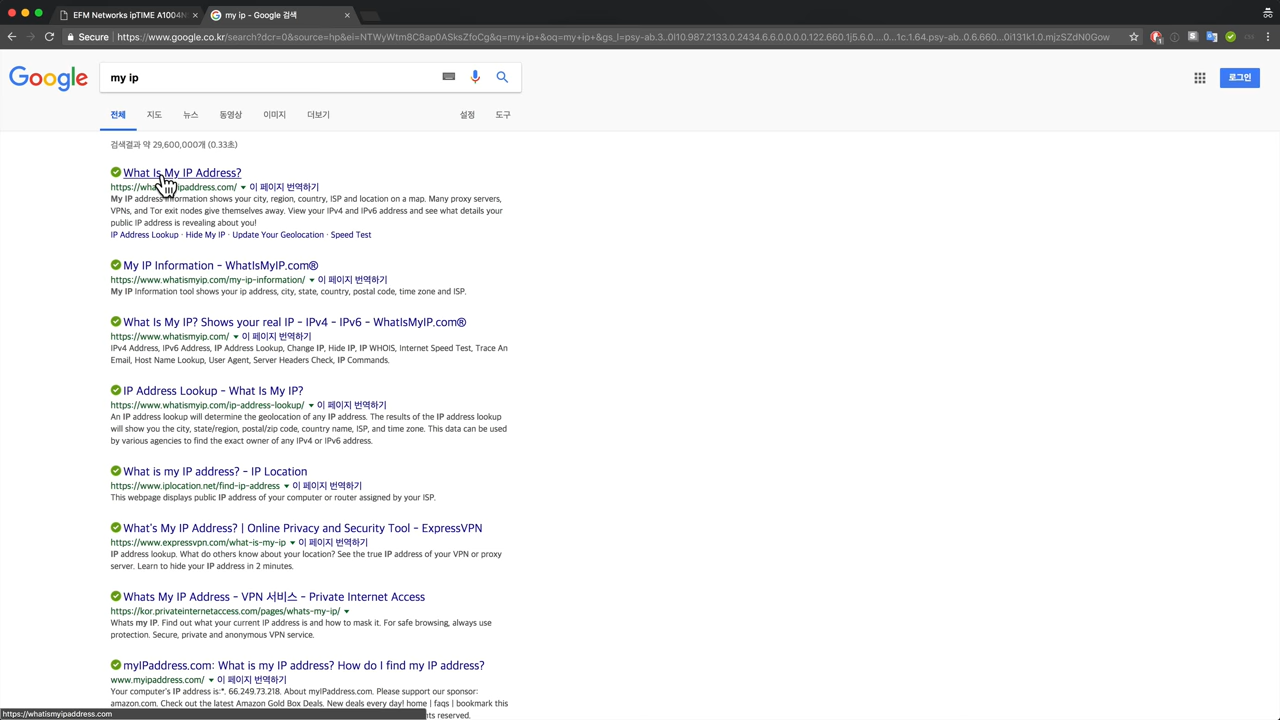 EFM Networks ipTIME A1004N
my ip - Google 검색
Secure https://www.google.co.kr/search?dcr=0&source=hp&ei=NTWyWtm8C8ap0ASksZfoCg&q=my+ip&oq=my+ip+&gs_l=psy-ab.3...0l10.987.2133.0.2434.6.6.0.0.0.0.122.660.1j5.6.0....0...1c.1.64.psy-ab..0.6.660...0i131k1.0.mjzSZdN0Gow
Google
my ip
로그인
전체 지도 뉴스 동영상 이미지 더보기 설정 도구
검색결과 약 29,600,000개 (0.33초)
What Is My IP Address?
이 페이지 번역하기
My IP address information shows your city, region, country, ISP and location on a map. Many proxy servers,
VPNs, and Tor exit nodes give themselves away. View your IPv4 and IPv6 address and see what details your
public IP address is revealing about you!
IP Address Lookup · Hide My IP · Update Your Geolocation · Speed Test
My IP Information - WhatIsMyIP.com®
https://www.whatismyip.com/my-ip-information/ 이 페이지 번역하기
My IP Information tool shows your ip address, city, state, country, postal code, time zone and ISP.
What Is My IP? Shows your real IP - IPv4 - IPv6 - WhatIsMyIP.com®
https://www.whatismyip.com/ 이 페이지 번역하기
IPv4 Address, IPv6 Address, IP Address Lookup, Change IP, Hide IP, IP WHOIS, Internet Speed Test, Trace An
Email, Host Name Lookup, User Agent, Server Headers Check, IP Commands.
IP Address Lookup - What Is My IP?
https://www.whatismyip.com/ip-address-lookup/ 이 페이지 번역하기
An IP address lookup will determine the geolocation of any IP address. The results of the IP address lookup
will show you the city, state/region, postal/zip code, country name, ISP, and time zone. This data can be used
by various agencies to find the exact owner of any IPv4 or IPv6 address.
What is my IP address? - IP Location
https://www.iplocation.net/find-ip-address 이 페이지 번역하기
This webpage displays public IP address of your computer or router assigned by your ISP.
What's My IP Address? | Online Privacy and Security Tool - ExpressVPN
https://www.expressvpn.com/what-is-my-ip 이 페이지 번역하기
IP address lookup. What do others know about your location? See the true IP address of your VPN or proxy
server. Learn to hide your IP address in 2 minutes.
Whats My IP Address - VPN 서비스 - Private Internet Access
https://kor.privateinternetaccess.com/pages/whats-my-ip/
Whats my IP. Find out what your current IP address is and how to mask it. For safe browsing, always use
protection. Secure, private and anonymous VPN service.
myIPaddress.com: What is my IP address? How do I find my IP address?
www.myipaddress.com/ 이 페이지 번역하기
Your computer's IP address is:*. 66.249.73.218. About myIPaddress.com. Please support our sponsor:
amazon.com. Check out the latest Amazon Gold Box Deals. New deals every day! home | faqs | bookmark this
https://whatismyipaddress.com
reserved.